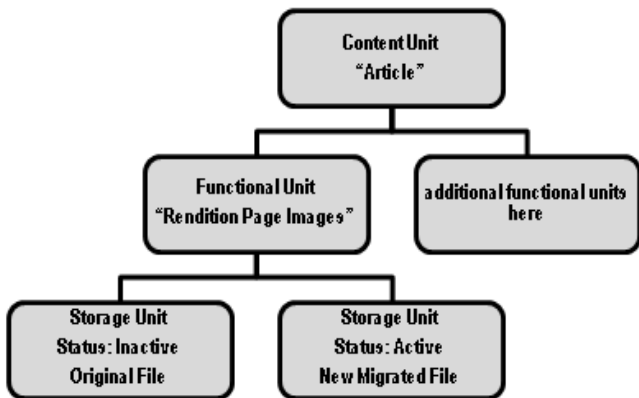 Content Unit
"Article"
Functional Unit
"Rendition Page Images"
additional functional units
here
Storage Unit
Status: Inactive
Original File
Storage Unit
Status: Active
New Migrated File